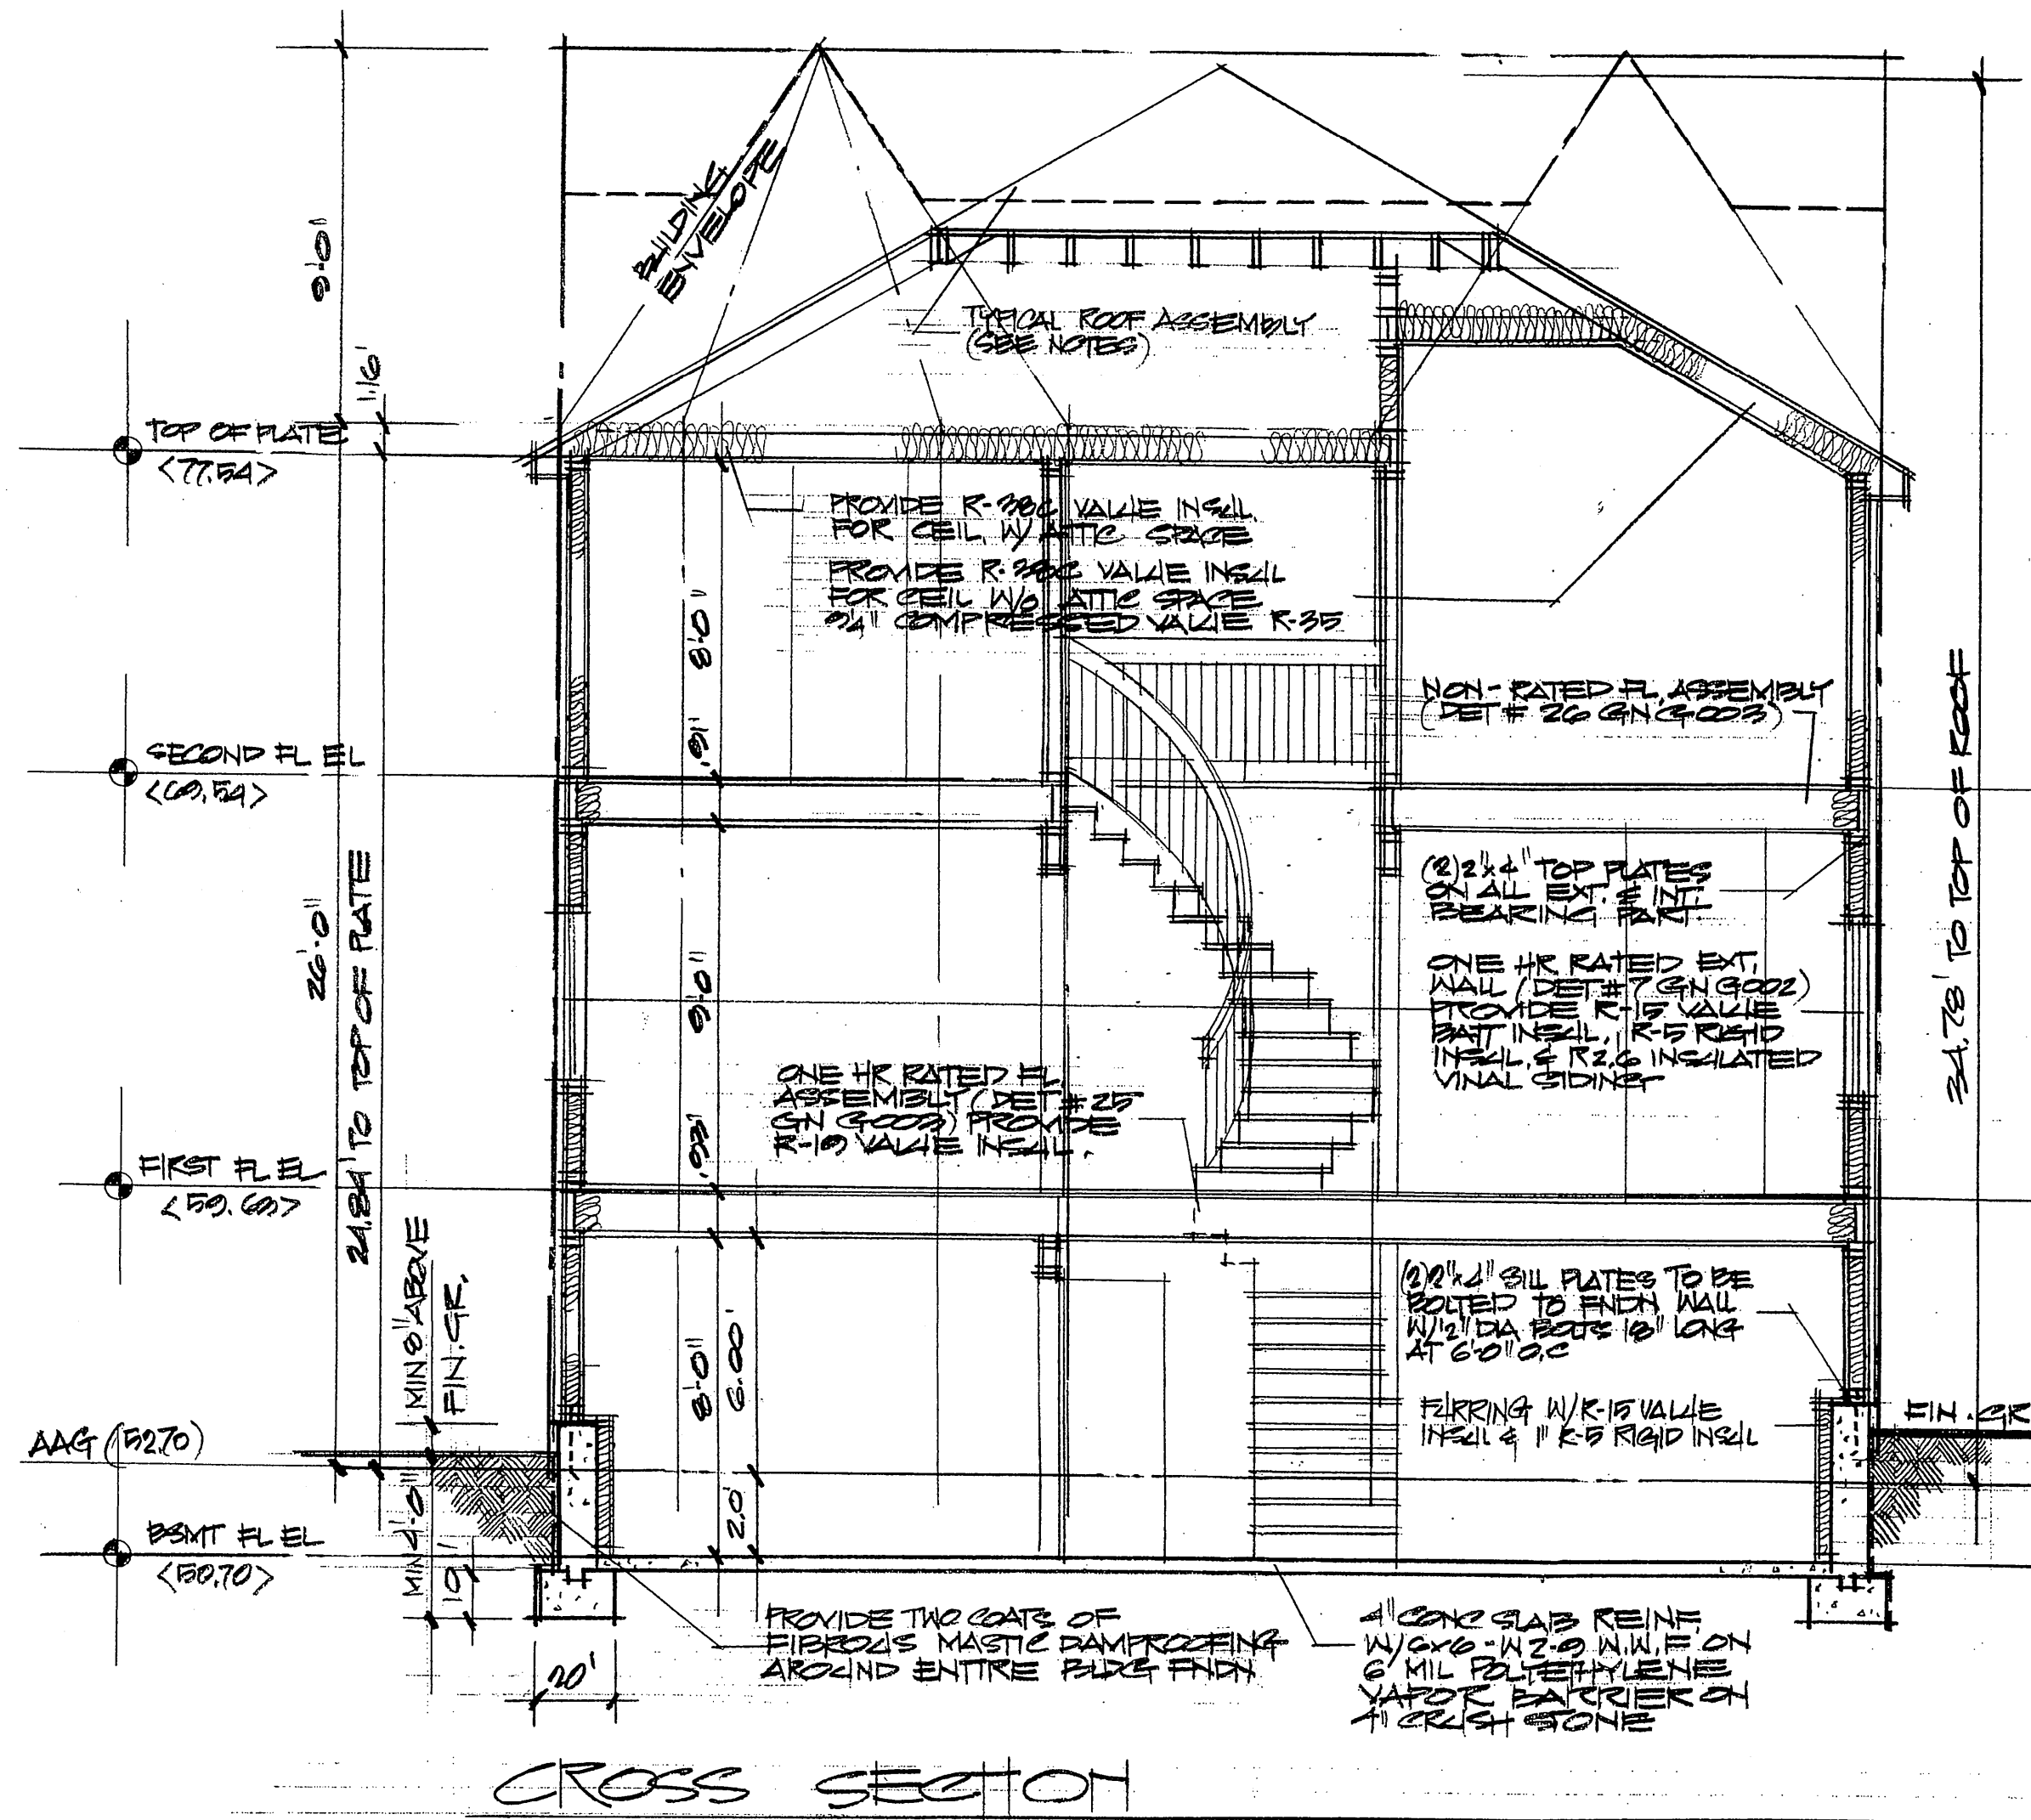 BUILDING
ENVELOPE
9'-0"
1.16'
TYPICAL ROOF ASSEMBLY
(SEE NOTES)
TOP OF PLATE
<77.54>
PROVIDE R-38C VALUE INSUL.
FOR CEIL. W/ ATTIC SPACE
PROVIDE R-38C VALUE INSUL
FOR CEIL W/O ATTIC SPACE
COMPRESSED VALUE R-35
8'-0"
NON-RATED FL. ASSEMBLY
(DET # 26 GN G003)
SECOND FL EL
<69.54>
.91'
34.78' TO TOP OF ROOF
26'-0"
24.84' TO TOP OF PLATE
(2)2"x4" TOP PLATES
ON ALL EXT. & INT.
BEARING PART.
9'-0"
ONE HR RATED EXT.
WALL (DET # 7 GN G002)
PROVIDE R-15 VALUE
BATT INSUL, R-5 RIGID
INSUL. & R2.6 INSULATED
VINAL SIDING
ONE HR RATED FL
ASSEMBLY (DET # 25
GN G003) PROVIDE
R-19 VALUE INSUL.
.93'
FIRST FL EL
<59.63>
MIN 8" ABOVE
FIN. GR.
(2)2"x4" SILL PLATES TO BE
BOLTED TO FNDN WALL
DIA BOLTS 18" LONG
AT 6'-0" O.C
8'-0"
6.00'
FURRING W/R-15 VALUE
INSUL & 1" R-5 RIGID INSUL
FIN. GR
AAG (52.70)
MIN 4'-0"
2.0'
BSMT FL EL
<50.70>
1.0'
2.0'
PROVIDE TWO COATS OF
FIBROUS MASTIC DAMPROOFING
AROUND ENTIRE BLDG FNDN
4" CONC SLAB REINF.
W/6x6-W2.9 W.W.F. ON
6 MIL POLYETHYLENE
VAPOR BARRIER ON
4" CRUSH STONE
CROSS SECTION